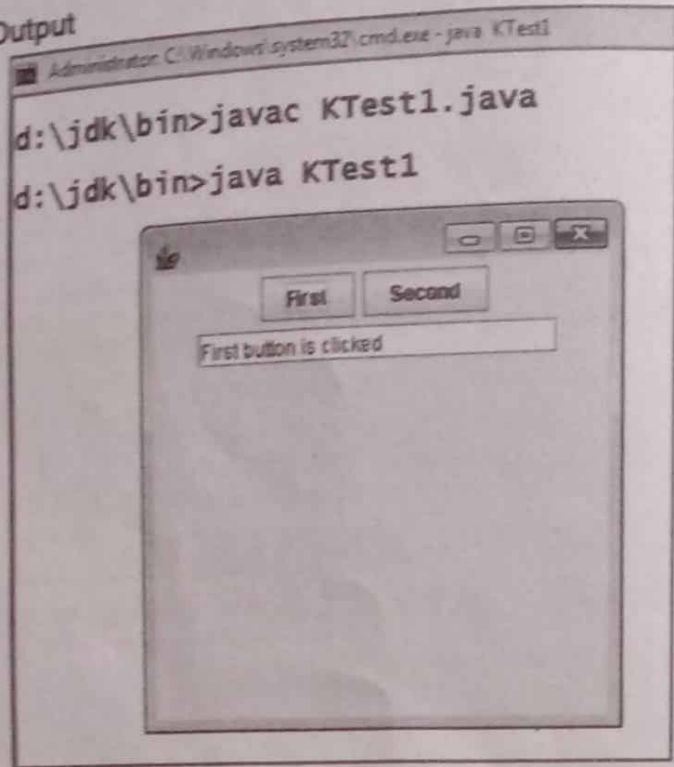 Output
Administrator: C:\Windows\system32\cmd.exe - java KTest1
d:\jdk\bin>javac KTest1.java
d:\jdk\bin>java KTest1
First Second
First button is clicked